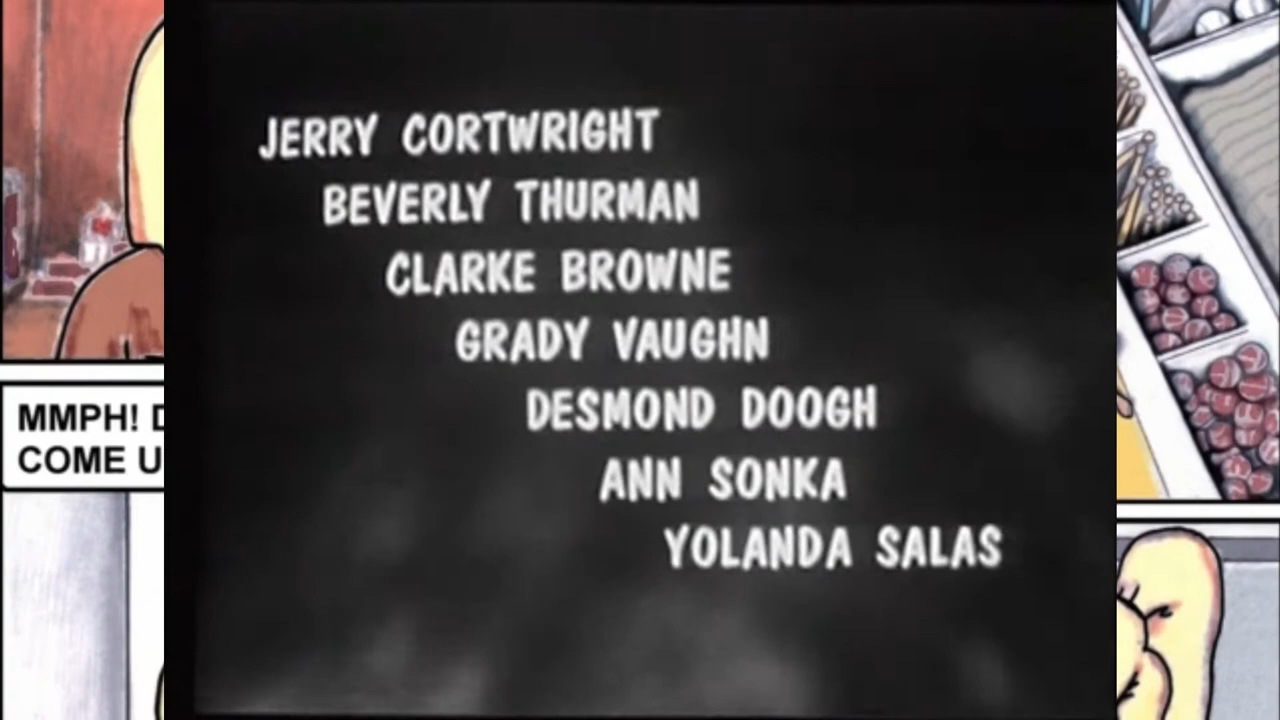 JERRY CORTWRIGHT
BEVERLY THURMAN
CLARKE BROWNE
GRADY VAUGHN
DESMOND DOOGH
ANN SONKA
YOLANDA SALAS
MMPH!
COME